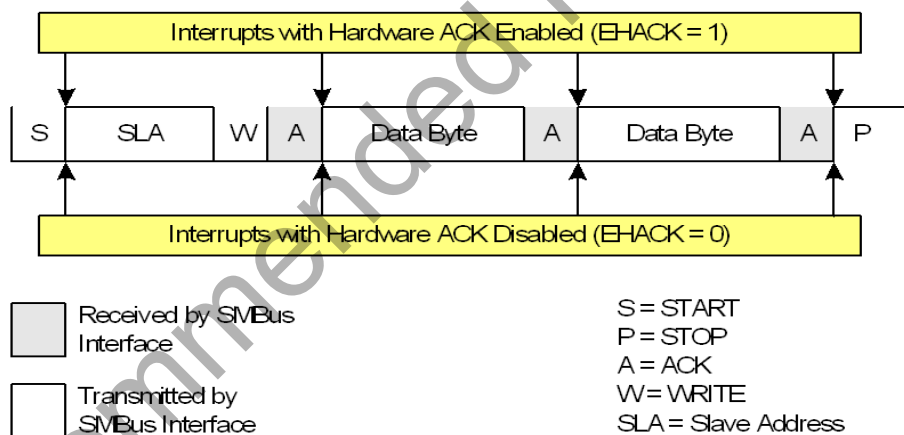 Interrupts with Hardware ACK Enabled (EHACK = 1)
S SLA W A Data Byte A Data Byte A P
Interrupts with Hardware ACK Disabled (EHACK = 0)
Received by SMBus
Interface
Transmitted by
SMBus Interface
S = START
P = STOP
A = ACK
W = WRITE
SLA = Slave Address
ommended